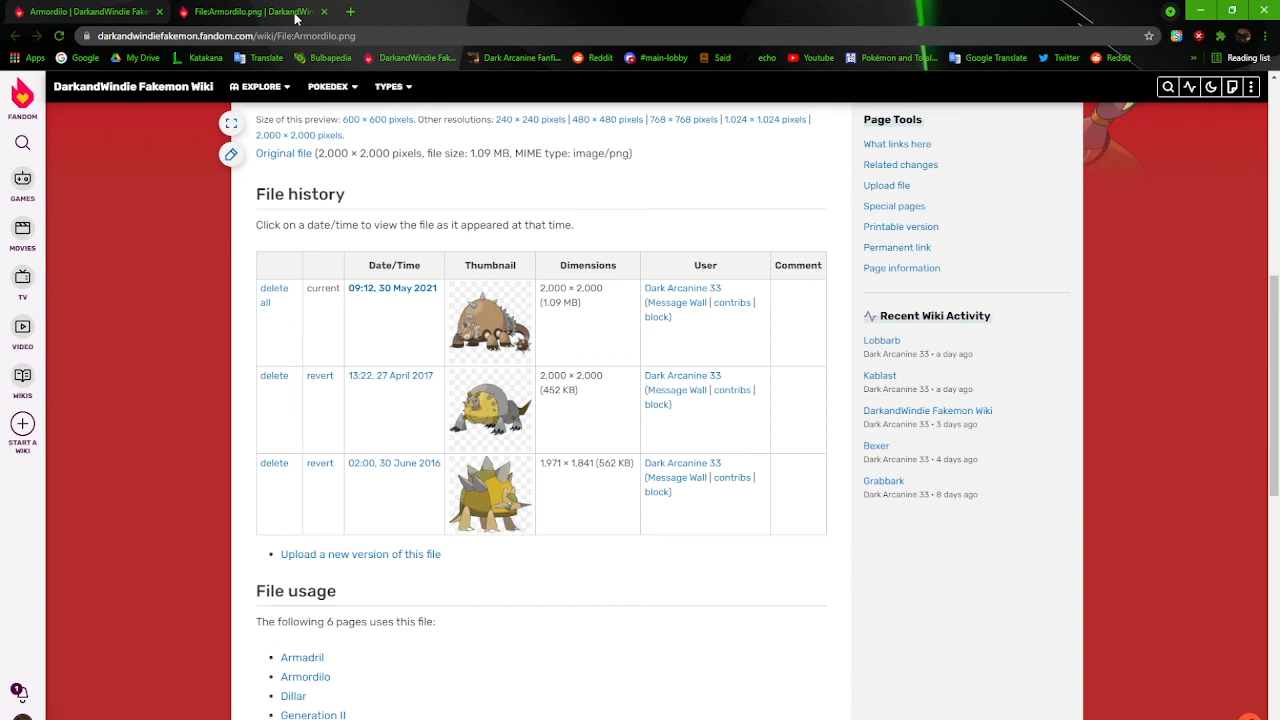 Armordilo | DarkandWindie Fake
File:Armordilo.png | DarkandWin
darkandwindiefakemon.fandom.com/wiki/File:Armordilo.png
Apps Google My Drive Katakana Translate Bulbapedia DarkandWindie Fak... Dark Arcanine Fanfi... Reddit #main-lobby Said echo Youtube Pokémon and Total... Google Translate Twitter Reddit » Reading list
FANDOM
GAMES
MOVIES
TV
VIDEO
WIKIS
START A
WIKI
1
DarkandWindie Fakemon Wiki EXPLORE POKEDEX TYPES
Size of this preview: 600 × 600 pixels. Other resolutions: 240 × 240 pixels | 480 × 480 pixels | 768 × 768 pixels | 1,024 × 1,024 pixels |
2,000 × 2,000 pixels.
Original file (2,000 × 2,000 pixels, file size: 1.09 MB, MIME type: image/png)
File history
Click on a date/time to view the file as it appeared at that time.
Date/Time Thumbnail Dimensions User Comment
delete all current 09:12, 30 May 2021 2,000 × 2,000 (1.09 MB) Dark Arcanine 33 (Message Wall | contribs | block)
delete revert 13:22, 27 April 2017 2,000 × 2,000 (452 KB) Dark Arcanine 33 (Message Wall | contribs | block)
delete revert 02:00, 30 June 2016 1,971 × 1,841 (562 KB) Dark Arcanine 33 (Message Wall | contribs | block)
• Upload a new version of this file
File usage
The following 6 pages uses this file:
• Armadril
• Armordilo
• Dillar
• Generation II
Page Tools
What links here
Related changes
Upload file
Special pages
Printable version
Permanent link
Page information
Recent Wiki Activity
Lobbarb
Dark Arcanine 33 • a day ago
Kablast
Dark Arcanine 33 • a day ago
DarkandWindie Fakemon Wiki
Dark Arcanine 33 • 3 days ago
Bexer
Dark Arcanine 33 • 4 days ago
Grabbark
Dark Arcanine 33 • 8 days ago